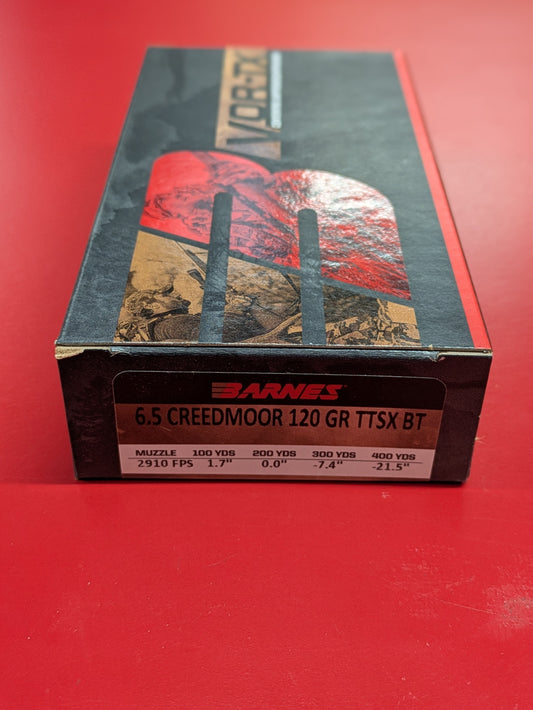 VOR-TX
BARNES
6.5 CREEDMOOR 120 GR TTSX BT
MUZZLE 100 YDS 200 YDS 300 YDS 400 YDS
2910 FPS 1.7" 0.0" -7.4" -21.5"